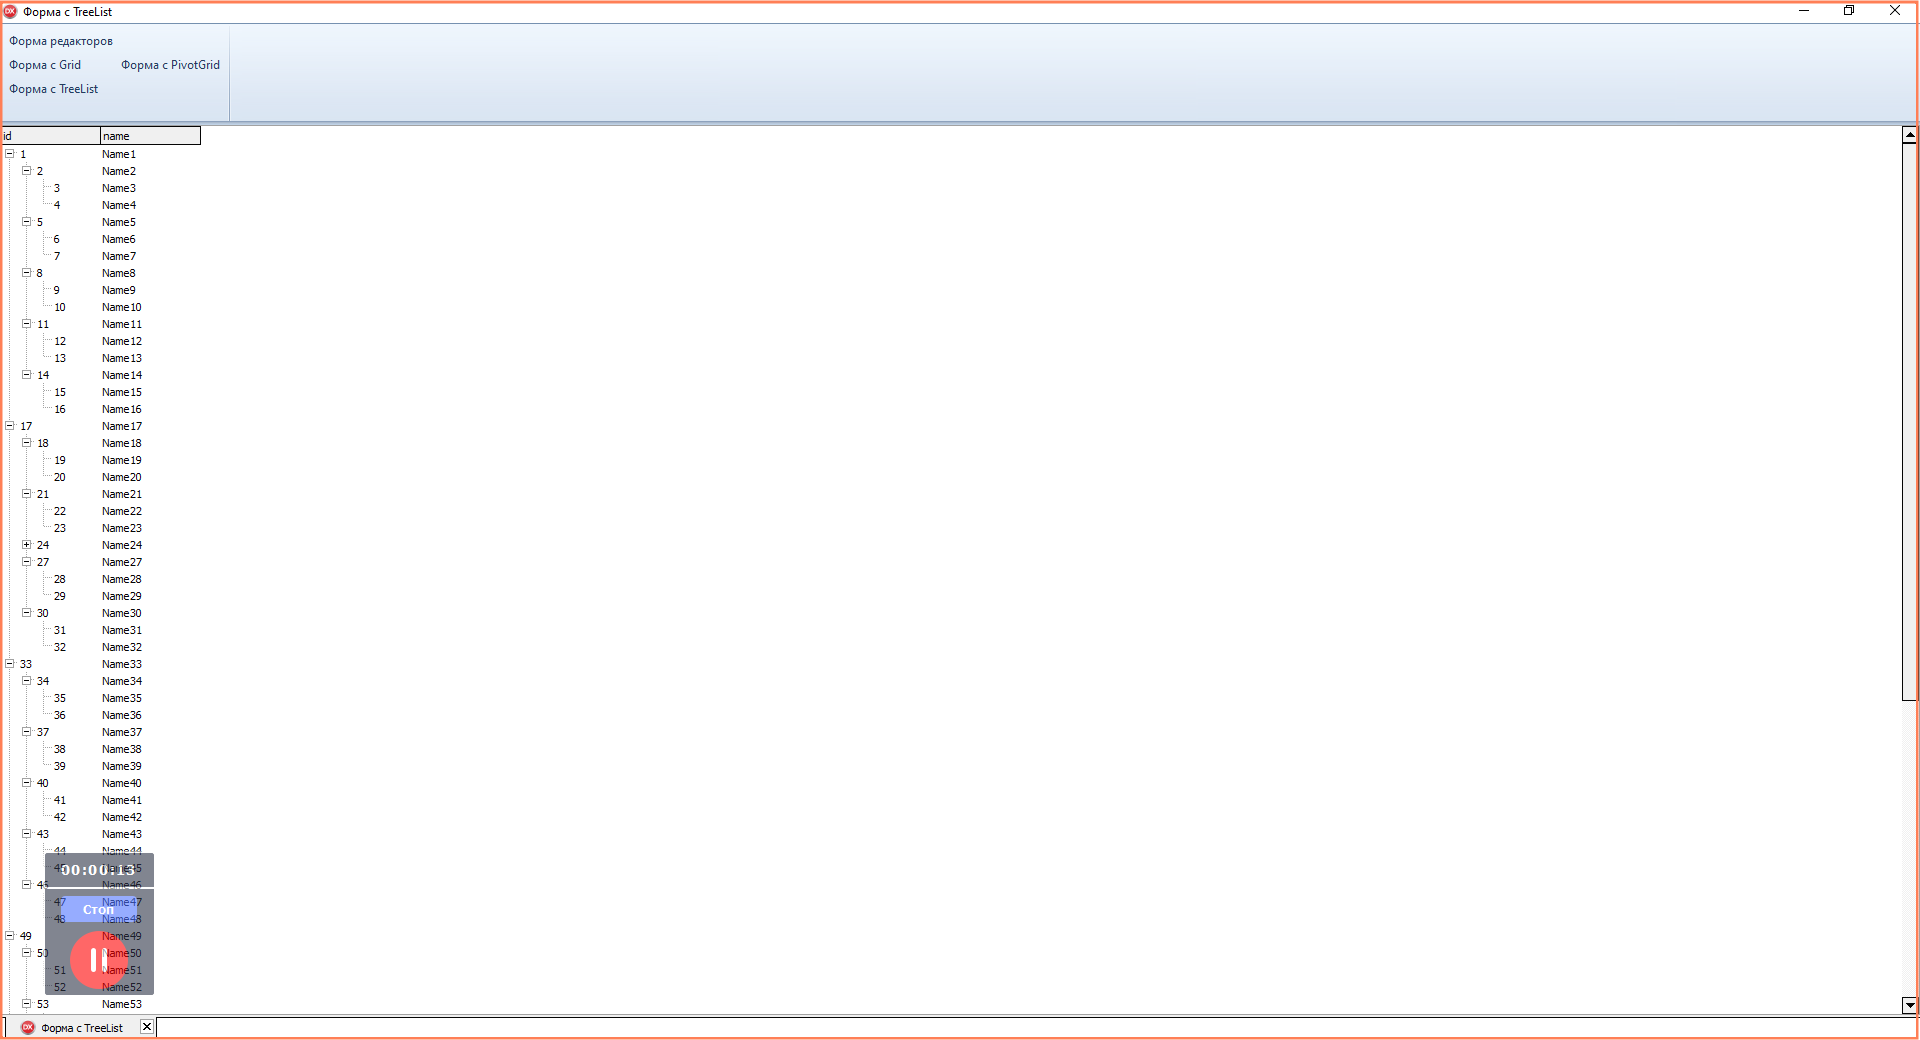 Форма с TreeList
Форма редакторов
Форма с Grid Форма с PivotGrid
Форма с TreeList
id name
1 Name1
2 Name2
3 Name3
4 Name4
5 Name5
6 Name6
7 Name7
8 Name8
9 Name9
10 Name10
11 Name11
12 Name12
13 Name13
14 Name14
15 Name15
16 Name16
17 Name17
18 Name18
19 Name19
20 Name20
21 Name21
22 Name22
23 Name23
24 Name24
27 Name27
28 Name28
29 Name29
30 Name30
31 Name31
32 Name32
33 Name33
34 Name34
35 Name35
36 Name36
37 Name37
38 Name38
39 Name39
40 Name40
41 Name41
42 Name42
43 Name43
44 Name44
45 00:00:13
46 Name46
47 Name47
Стоп
48 Name48
49 Name49
50 Name50
51 Name51
52 Name52
53 Name53
Форма с TreeList